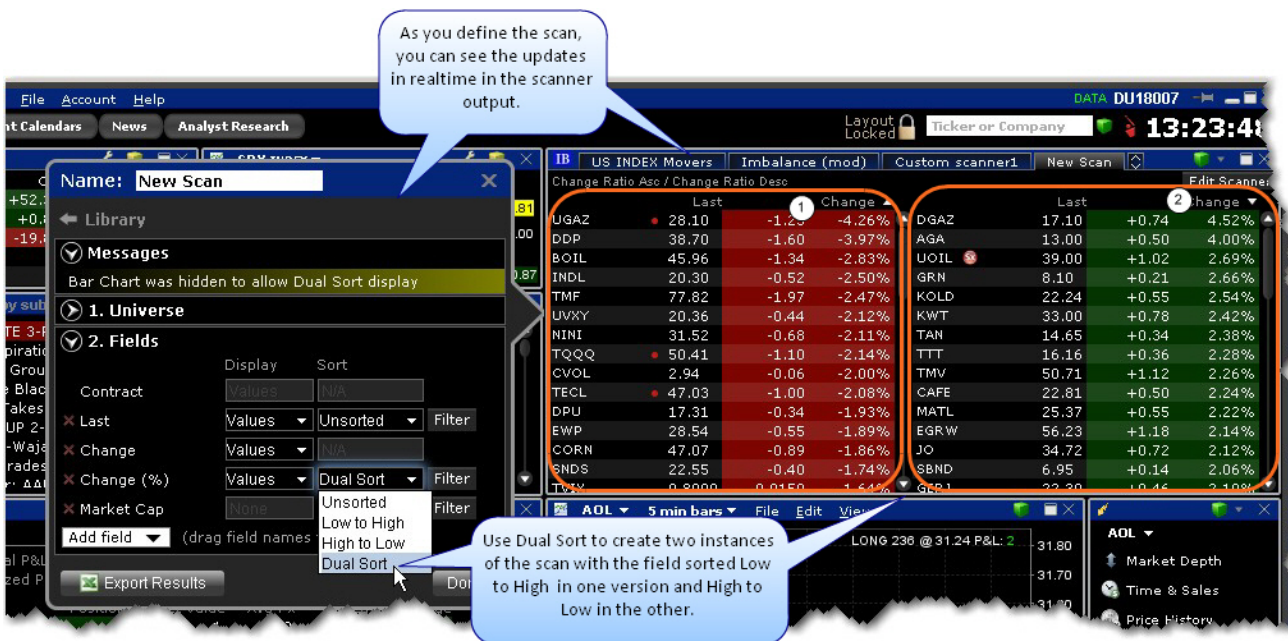 As you define the scan,
you can see the updates
in realtime in the scanner
output.
File Account Help
DATA DU18007
Calendars News Analyst Research
Layout
Locked
Ticker or Company
Name: New Scan
Library
Messages
Bar Chart was hidden to allow Dual Sort display
1. Universe
2. Fields
Display Sort
Contract Values N/A
Last Values Unsorted Filter
Change Values N/A
Change (%) Values Dual Sort Filter
Market Cap None Filter
Unsorted
Low to High
High to Low
Dual Sort
Add field (drag field names
Export Results
IB US INDEX Movers Imbalance (mod) Custom scanner1 New Scan
Change Ratio Asc / Change Ratio Desc
Last Change
1
UGAZ 28.10 -4.26%
DDP 38.70 -1.60 -3.97%
BOIL 45.96 -1.34 -2.83%
INDL 20.30 -0.52 -2.50%
TMF 77.82 -1.97 -2.47%
UVXY 20.36 -0.44 -2.12%
NINI 31.52 -0.68 -2.11%
TQQQ 50.41 -1.10 -2.14%
CVOL 2.94 -0.06 -2.00%
TECL 47.03 -1.00 -2.08%
DPU 17.31 -0.34 -1.93%
EWP 28.54 -0.55 -1.89%
CORN 47.07 -0.89 -1.86%
SNDS 22.55 -0.40 -1.74%
Last
2
DGAZ 17.10 +0.74 4.52%
AGA 13.00 +0.50 4.00%
UOIL 39.00 +1.02 2.69%
GRN 8.10 +0.21 2.66%
KOLD 22.24 +0.55 2.54%
KWT 33.00 +0.78 2.42%
TAN 14.65 +0.34 2.38%
TTT 16.16 +0.36 2.28%
TMV 50.71 +1.12 2.26%
CAFE 22.81 +0.50 2.24%
MATL 25.37 +0.55 2.22%
EGRW 56.23 +1.18 2.14%
JO 34.72 +0.72 2.12%
SBND 6.95 +0.14 2.06%
Use Dual Sort to create two instances
of the scan with the field sorted Low
to High in one version and High to
Low in the other.
AOL 5 min bars File Edit View
LONG 236 @ 31.24 P&L: 2
31.80
31.70
AOL
Market Depth
Time & Sales
Price History